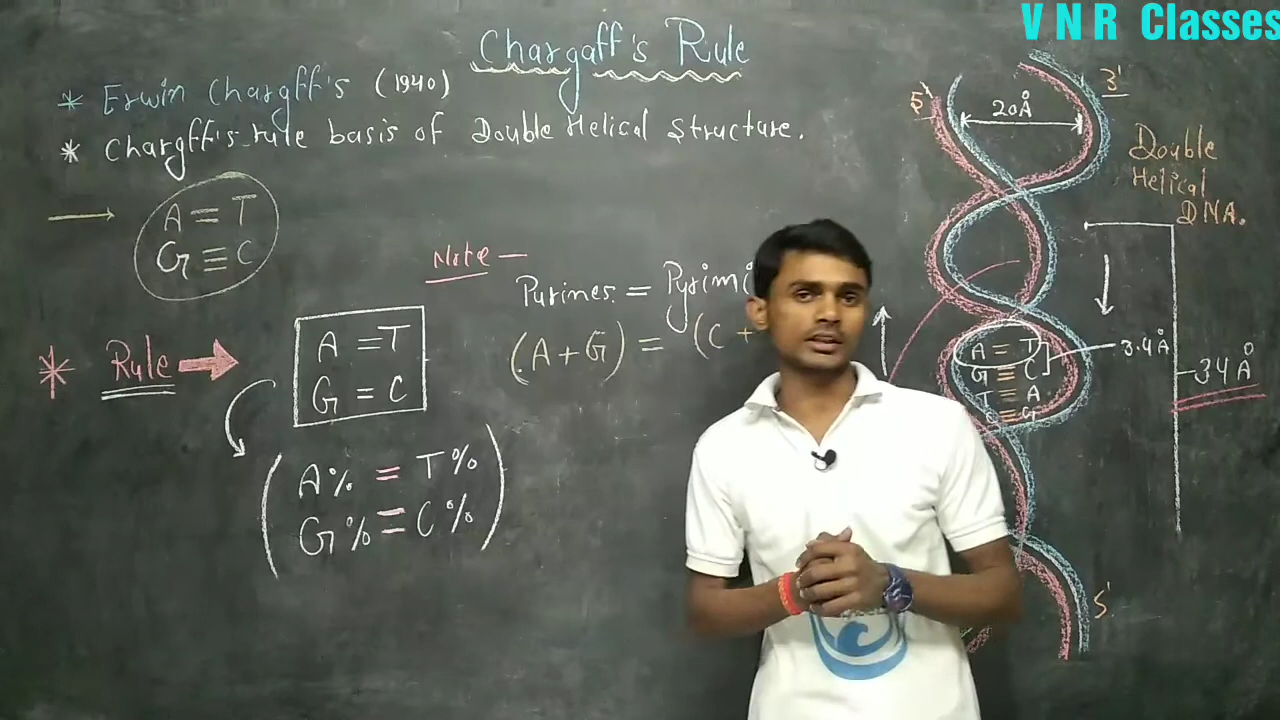 V N R Classes
Chargaff's Rule
* Erwin Chargff's (1940)
* Chargff's rule basis of Double Helical Structure.
→ A = T
G ≡ C
Note —
Purines = Pyrimi
(A + G) = (C +
* Rule ➡
A = T
G = C
(A% = T%
G% = C%)
5'
3'
20Å
Double
Helical
DNA.
A = T
G ≡ C
T = A
C ≡ G
3.4Å
34Å
5'